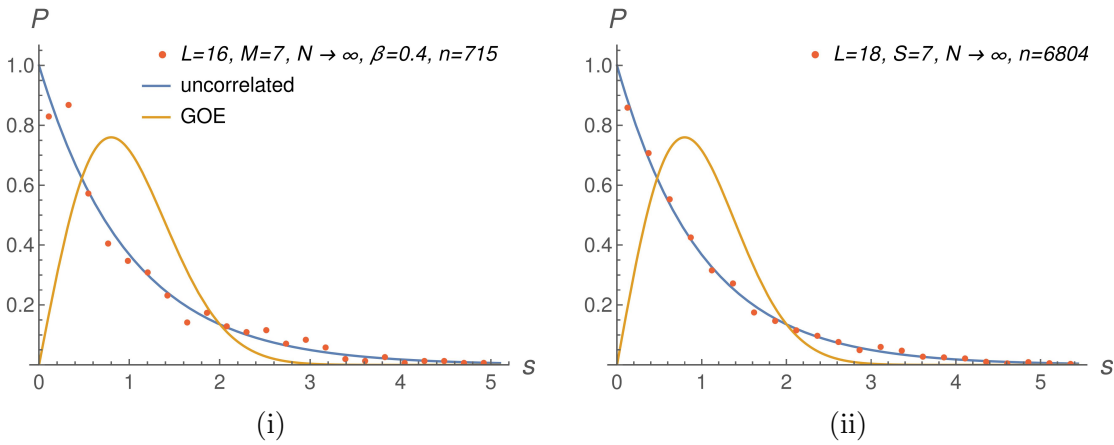 P
L=16, M=7, N → ∞, β=0.4, n=715
uncorrelated
GOE
1.0
0.8
0.6
0.4
0.2
0 1 2 3 4 5 s
(i)
P
L=18, S=7, N → ∞, n=6804
1.0
0.8
0.6
0.4
0.2
0 1 2 3 4 5 s
(ii)